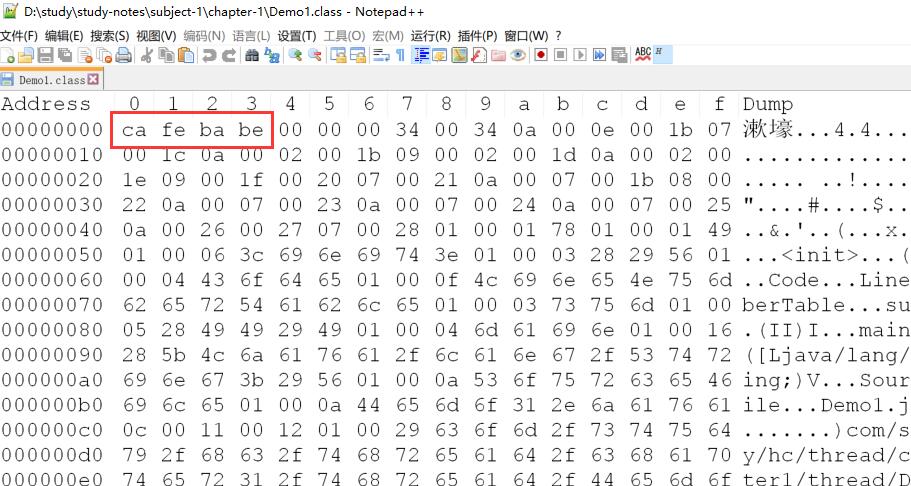 D:\study\study-notes\subject-1\chapter-1\Demo1.class - Notepad++
文件(F) 编辑(E) 搜索(S) 视图(V) 编码(N) 语言(L) 设置(T) 工具(O) 宏(M) 运行(R) 插件(P) 窗口(W) ?
Demo1.class
Address 0 1 2 3 4 5 6 7 8 9 a b c d e f Dump
00000000 ca fe ba be 00 00 00 34 00 34 0a 00 0e 00 1b 07 漱壕...4.4....
00000010 00 1c 0a 00 02 00 1b 09 00 02 00 1d 0a 00 02 00 ..............
00000020 1e 09 00 1f 00 20 07 00 21 0a 00 07 00 1b 08 00 ..... ..!.....
00000030 22 0a 00 07 00 23 0a 00 07 00 24 0a 00 07 00 25 "....#....$...
00000040 0a 00 26 00 27 07 00 28 01 00 01 78 01 00 01 49 ..&.'..(...x..
00000050 01 00 06 3c 69 6e 69 74 3e 01 00 03 28 29 56 01 ...<init>...(
00000060 00 04 43 6f 64 65 01 00 0f 4c 69 6e 65 4e 75 6d ..Code...Line
00000070 62 65 72 54 61 62 6c 65 01 00 03 73 75 6d 01 00 berTable...su
00000080 05 28 49 49 29 49 01 00 04 6d 61 69 6e 01 00 16 .(II)I...main
00000090 28 5b 4c 6a 61 76 61 2f 6c 61 6e 67 2f 53 74 72 ([Ljava/lang/
000000a0 69 6e 67 3b 29 56 01 00 0a 53 6f 75 72 63 65 46 ing;)V...Sour
000000b0 69 6c 65 01 00 0a 44 65 6d 6f 31 2e 6a 61 76 61 ile...Demo1.j
000000c0 0c 00 11 00 12 01 00 29 63 6f 6d 2f 73 74 75 64 .......)com/s
000000d0 79 2f 68 63 2f 74 68 72 65 61 64 2f 63 68 61 70 y/hc/thread/c
000000e0 74 65 72 31 2f 74 68 72 65 61 64 2f 44 65 6d 6f ter1/thread/D